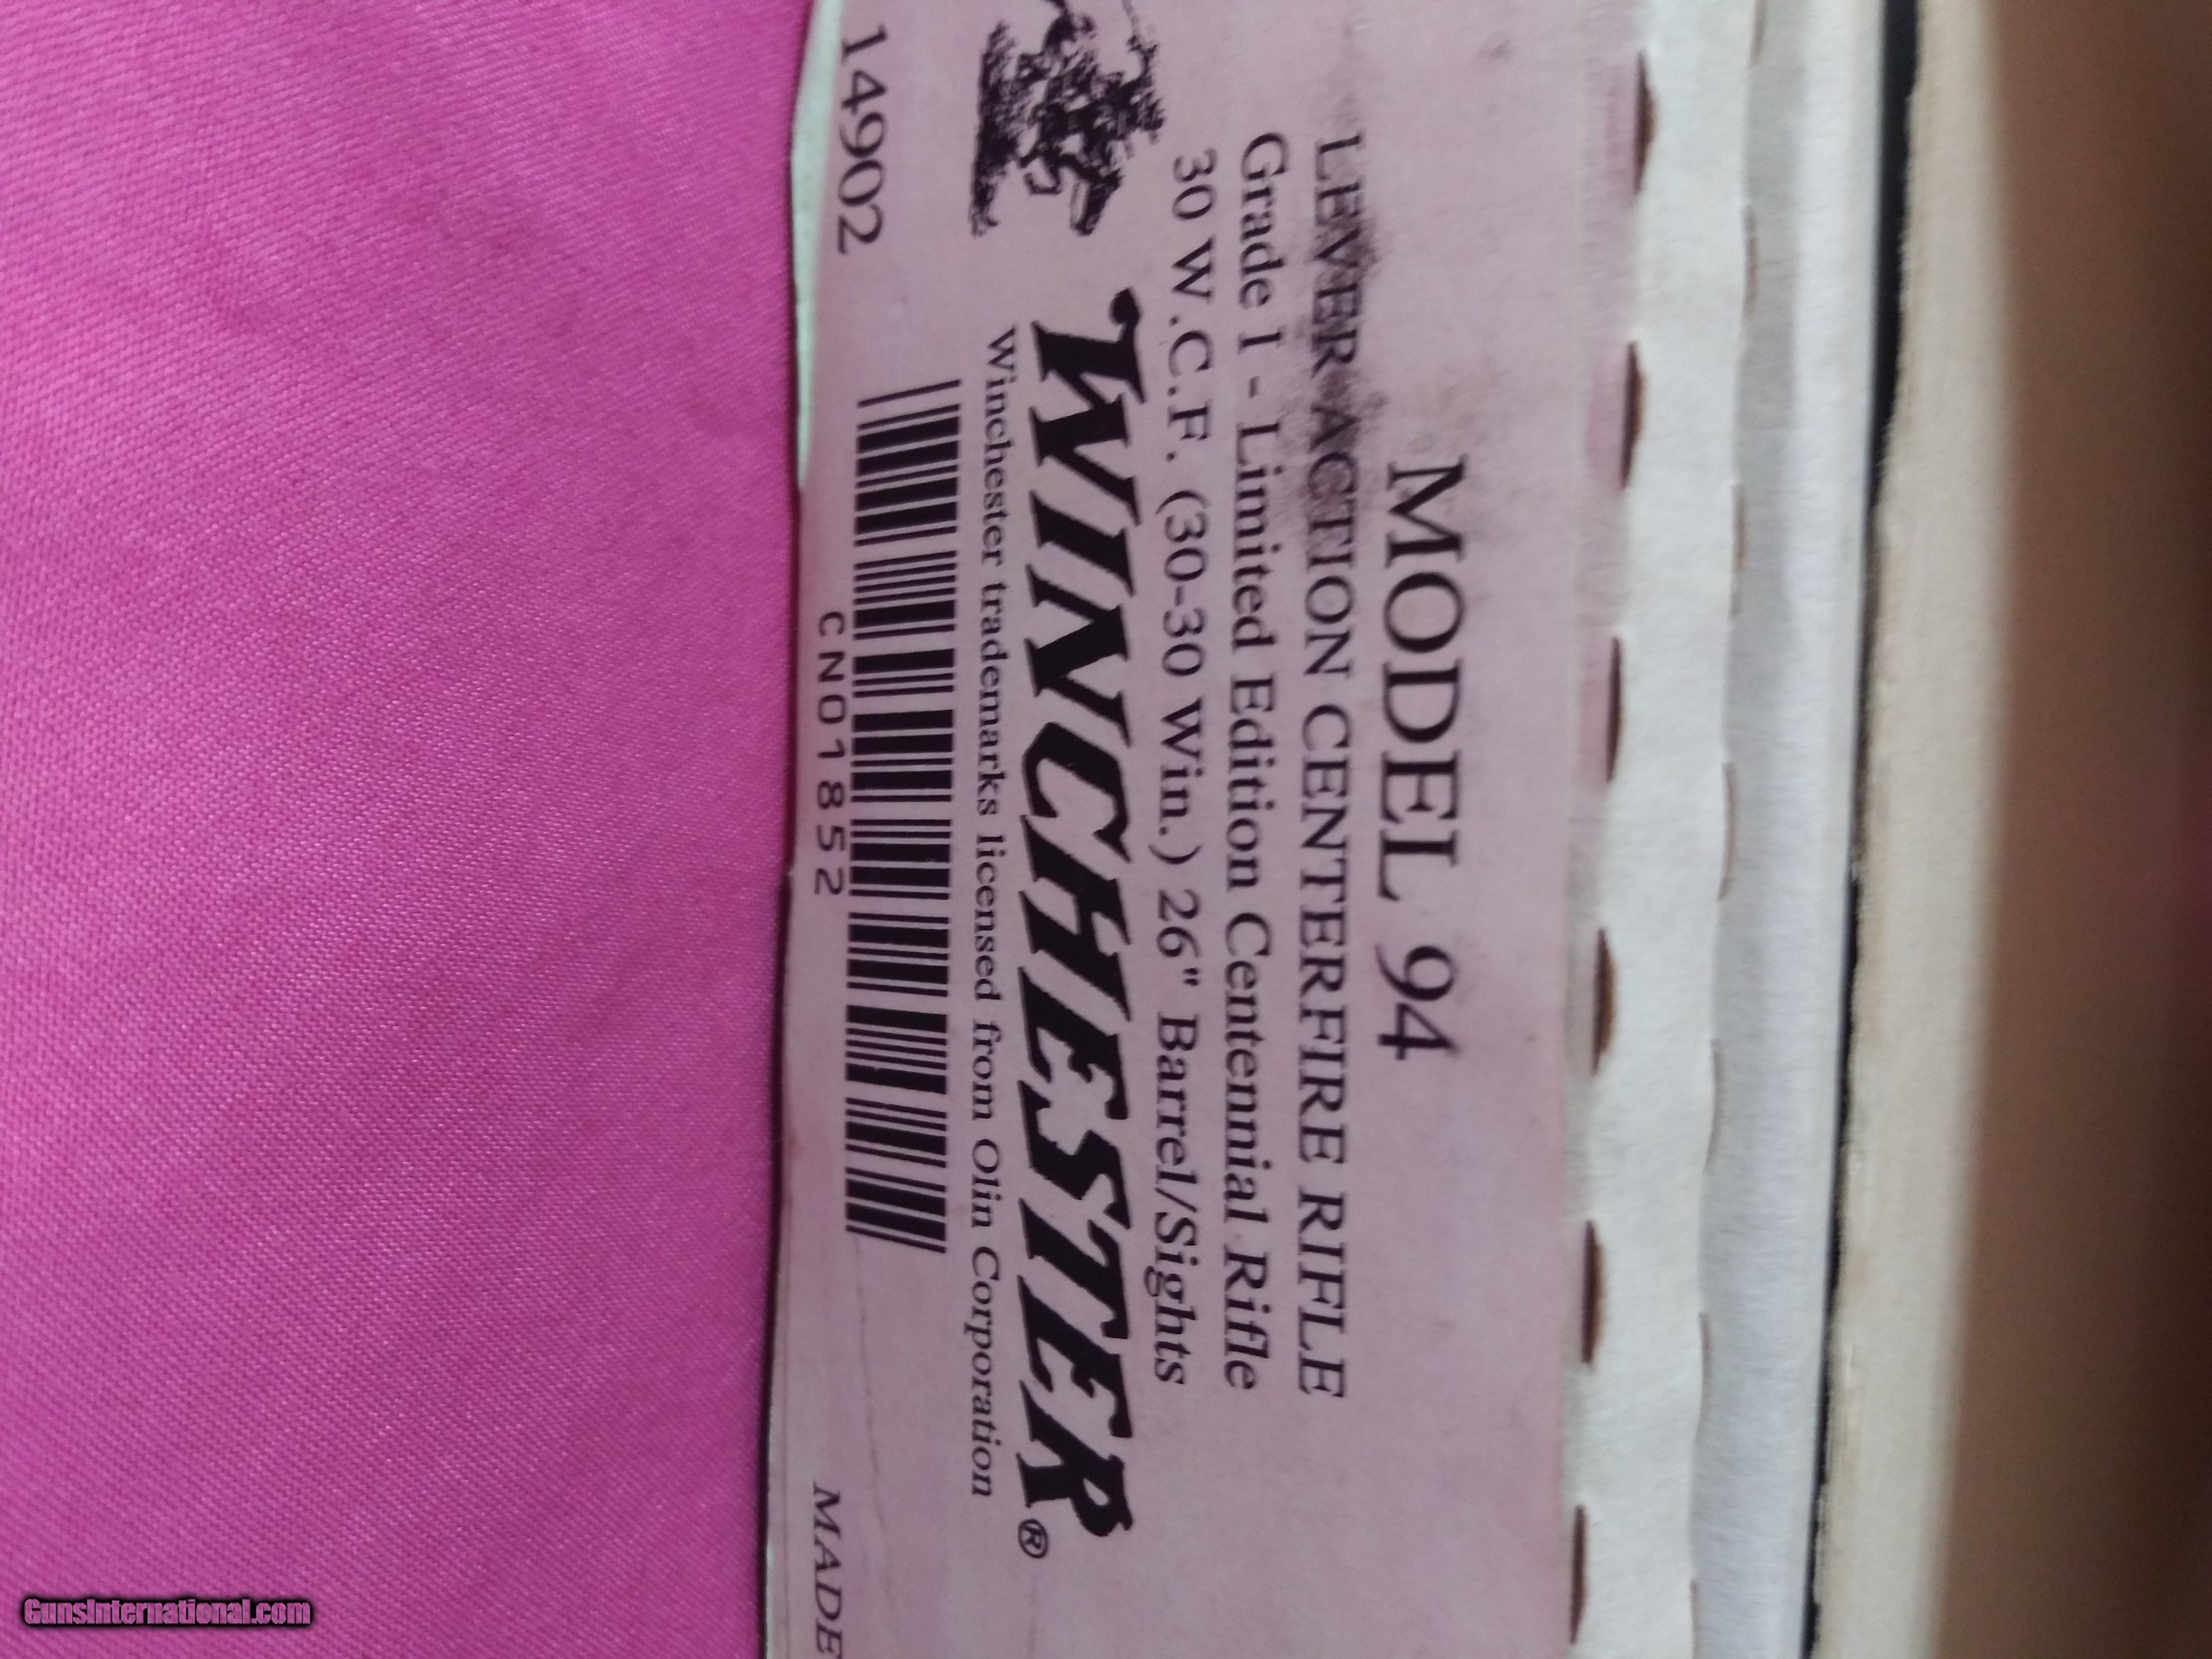 MODEL 94
LEVER ACTION CENTERFIRE RIFLE
Grade 1 - Limited Edition Centennial Rifle
30 W.C.F. (30-30 Win.) 26" Barrel/Sights
WINCHESTER®
Winchester trademarks licensed from Olin Corporation
14902
CN01852
MADE
GunsInternational.com